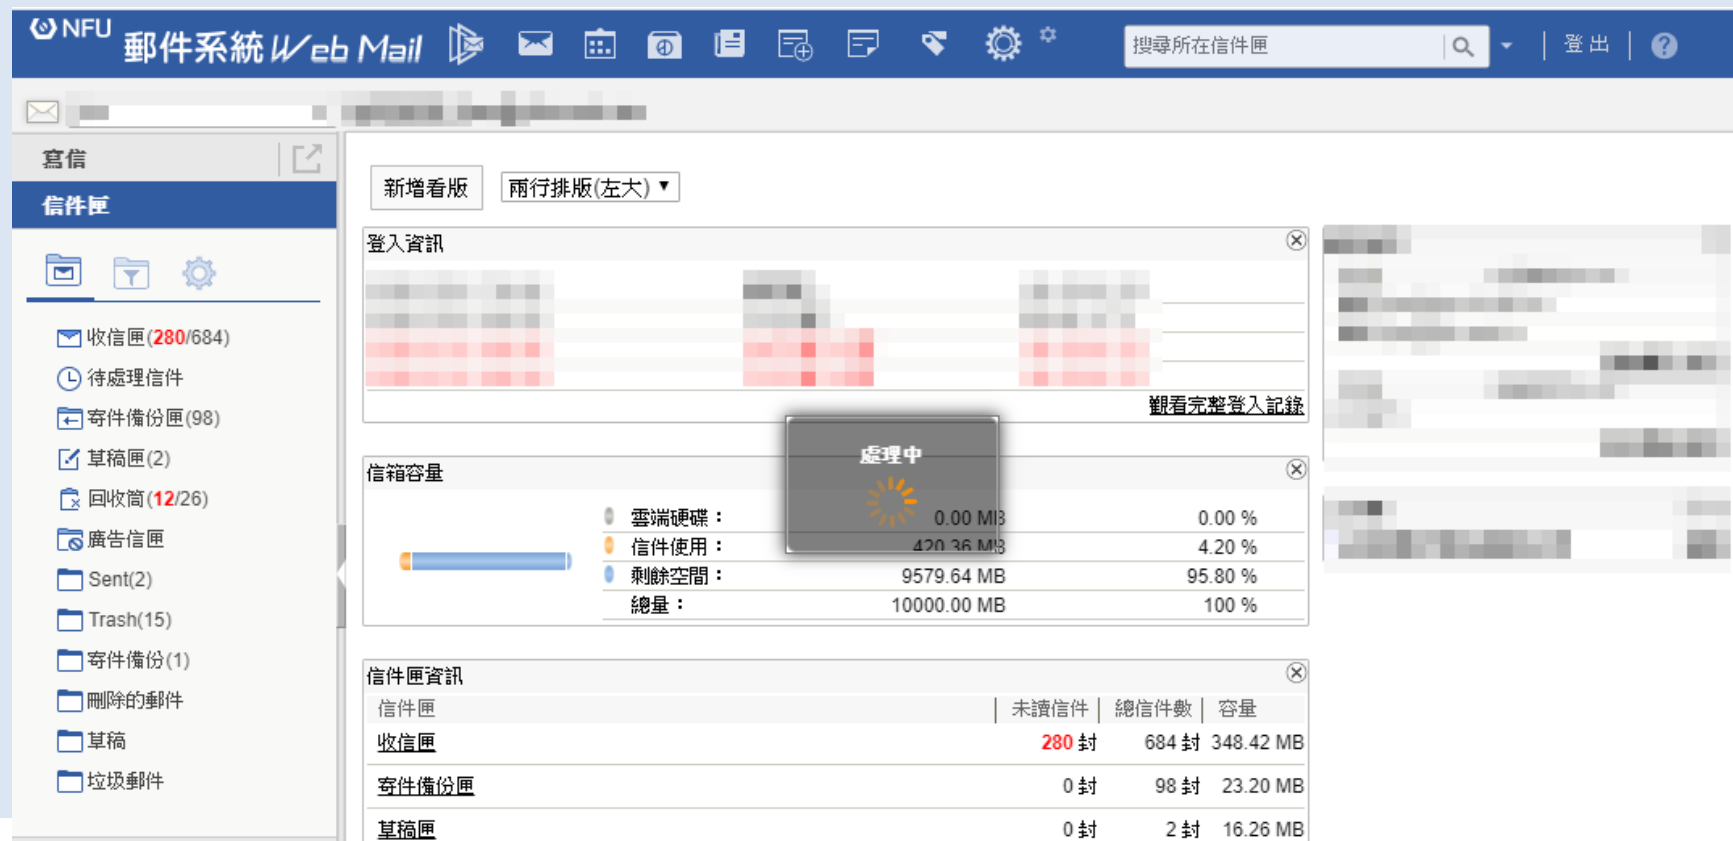 NFU 郵件系統 Web Mail
搜尋所在信件匣
登出
寫信
信件匣
收信匣(280/684)
待處理信件
寄件備份匣(98)
草稿匣(2)
回收筒(12/26)
廣告信匣
Sent(2)
Trash(15)
寄件備份(1)
刪除的郵件
草稿
垃圾郵件
新增看版 兩行排版(左大)
登入資訊
觀看完整登入記錄
處理中
信箱容量
雲端硬碟： 0.00 MB 0.00 %
信件使用： 420.36 MB 4.20 %
剩餘空間： 9579.64 MB 95.80 %
總量： 10000.00 MB 100 %
信件匣資訊
信件匣 未讀信件 總信件數 容量
收信匣 280 封 684 封 348.42 MB
寄件備份匣 0 封 98 封 23.20 MB
草稿匣 0 封 2 封 16.26 MB